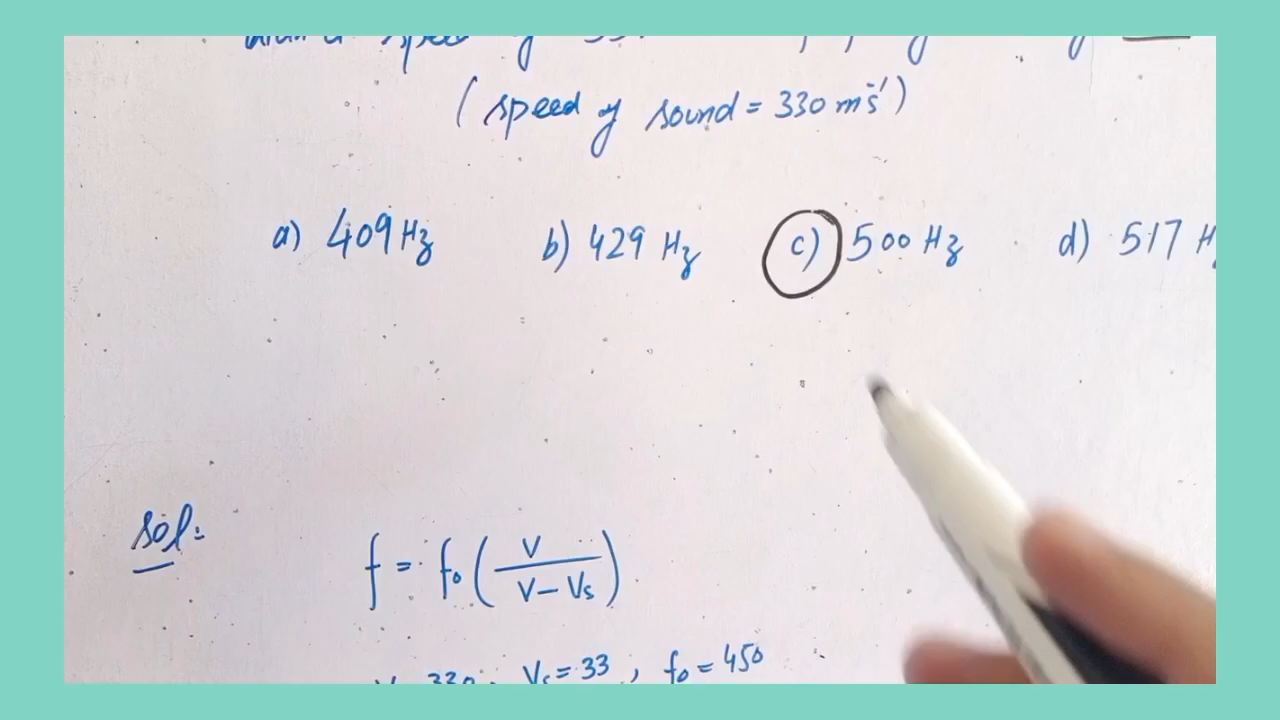 (speed of sound = 330 ms⁻¹)
a) 409 Hz b) 429 Hz c) 500 Hz d) 517 H
sol:
f = f₀ (V / V - Vs)
330, Vs = 33, f₀ = 450